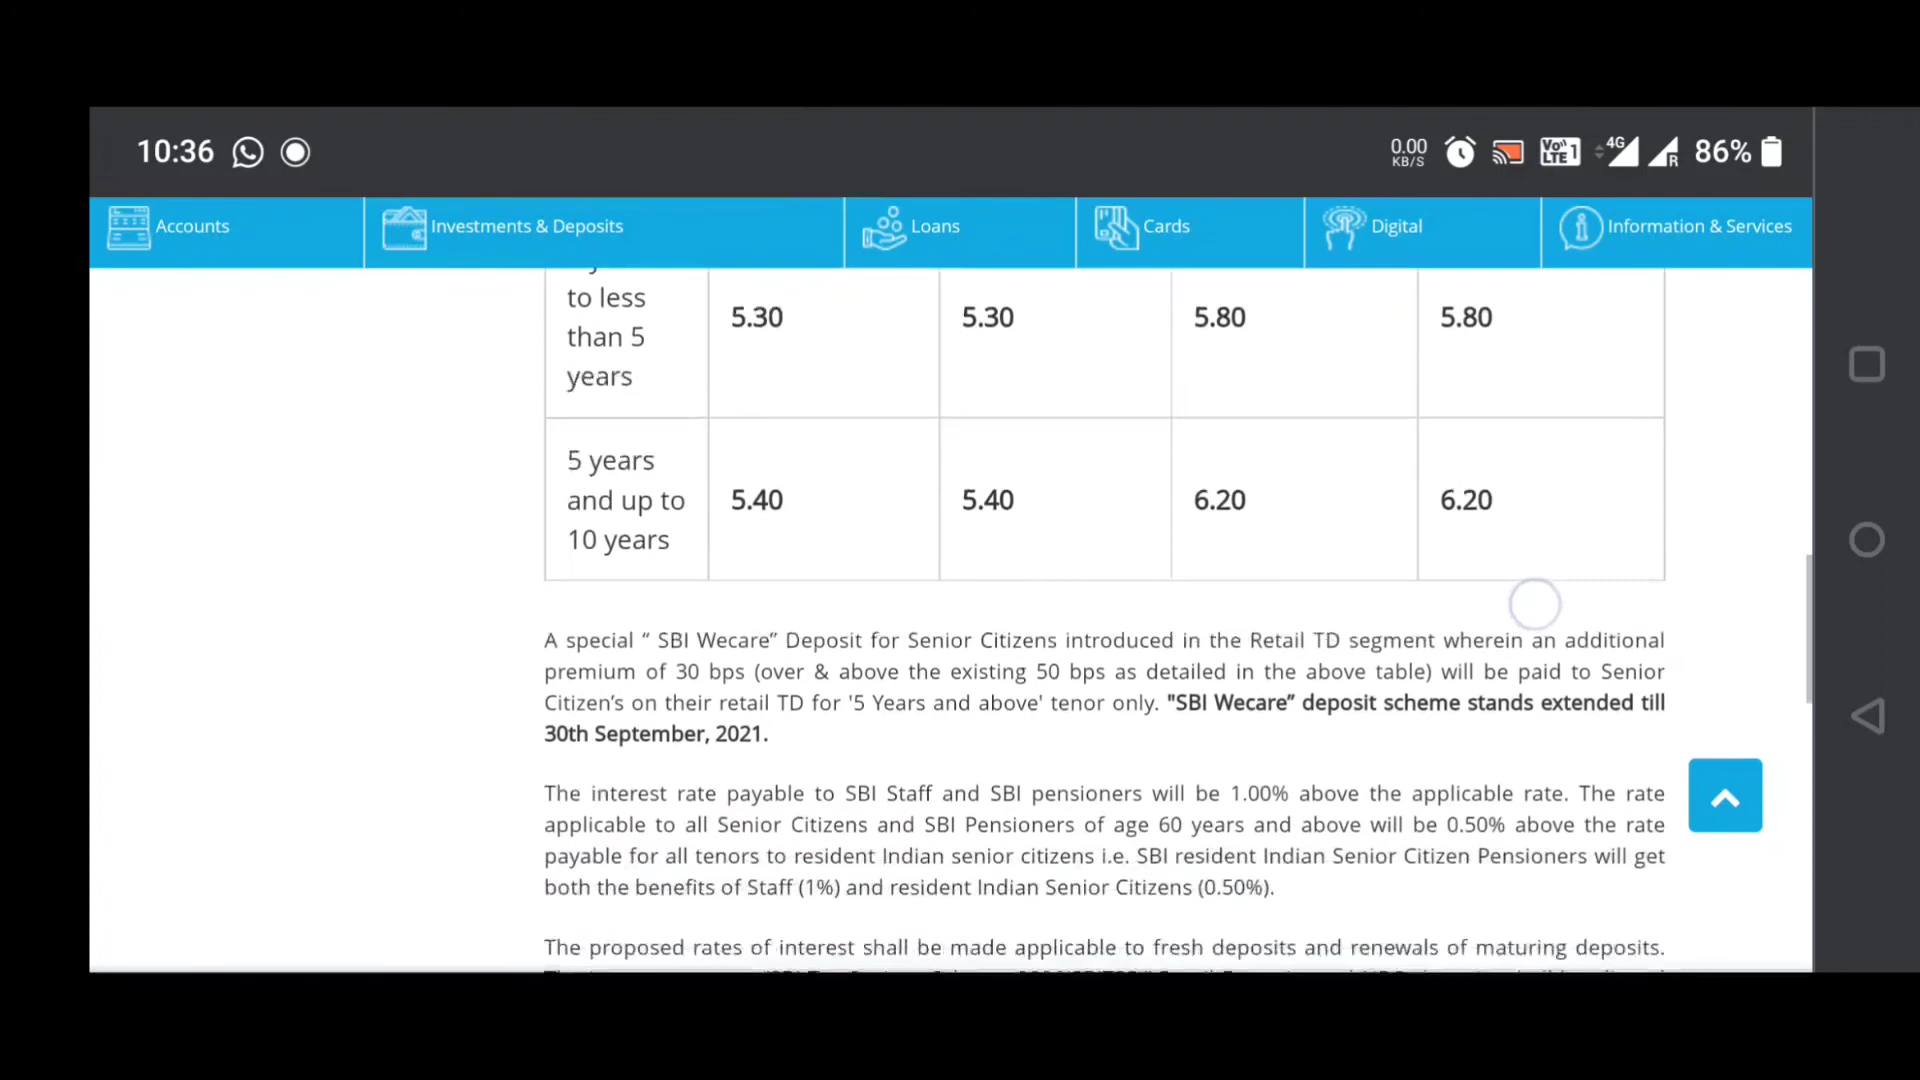 10:36
0.00 KB/S
Vo)) LTE 1
4G
R
86%
Accounts
Investments & Deposits
Loans
Cards
Digital
Information & Services
to less
than 5
years
5.30
5.30
5.80
5.80
5 years
and up to
10 years
5.40
5.40
6.20
6.20
A special “ SBI Wecare” Deposit for Senior Citizens introduced in the Retail TD segment wherein an additional
premium of 30 bps (over & above the existing 50 bps as detailed in the above table) will be paid to Senior
Citizen’s on their retail TD for '5 Years and above' tenor only. "SBI Wecare” deposit scheme stands extended till
30th September, 2021.
The interest rate payable to SBI Staff and SBI pensioners will be 1.00% above the applicable rate. The rate
applicable to all Senior Citizens and SBI Pensioners of age 60 years and above will be 0.50% above the rate
payable for all tenors to resident Indian senior citizens i.e. SBI resident Indian Senior Citizen Pensioners will get
both the benefits of Staff (1%) and resident Indian Senior Citizens (0.50%).
The proposed rates of interest shall be made applicable to fresh deposits and renewals of maturing deposits.